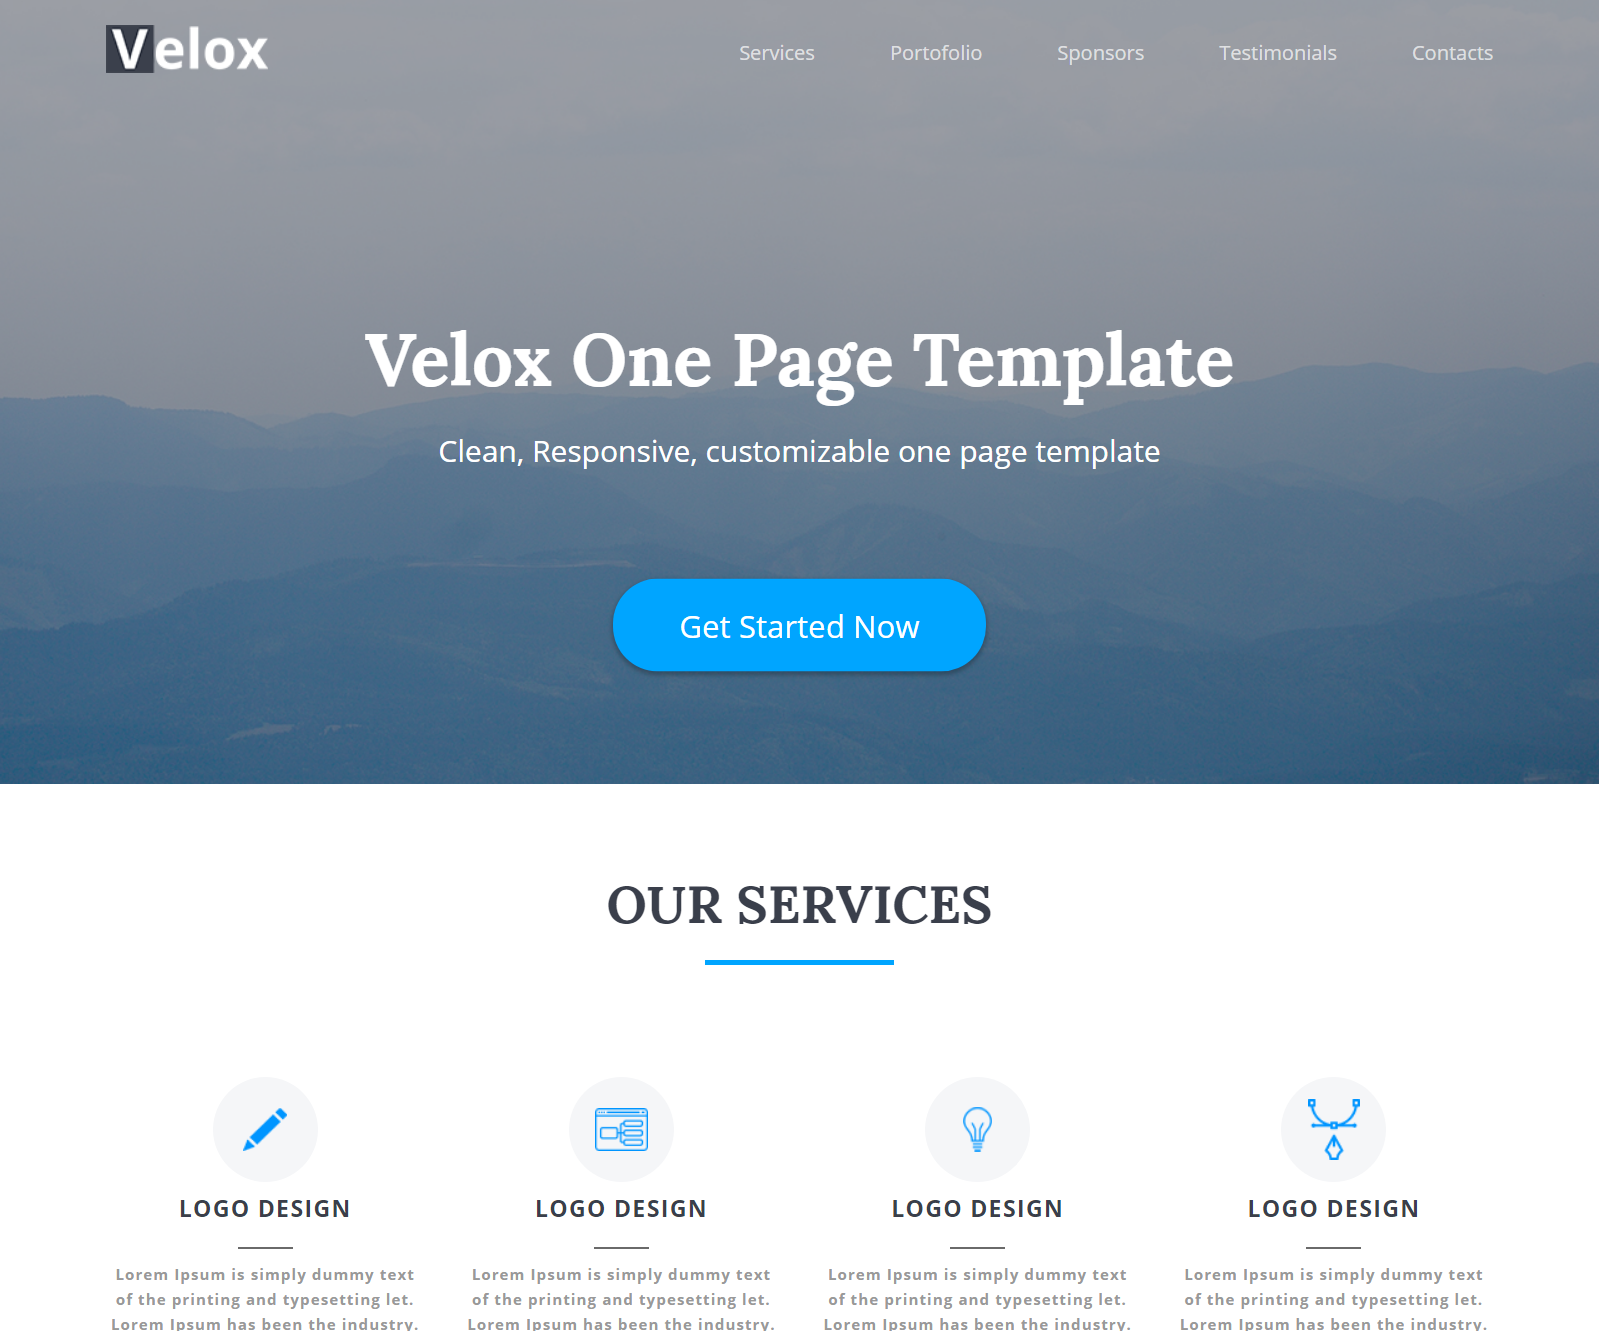 Velox
Services Portofolio Sponsors Testimonials Contacts
Velox One Page Template
Clean, Responsive, customizable one page template
Get Started Now
OUR SERVICES
LOGO DESIGN
Lorem Ipsum is simply dummy text
of the printing and typesetting let.
Lorem Ipsum has been the industry.
LOGO DESIGN
Lorem Ipsum is simply dummy text
of the printing and typesetting let.
Lorem Ipsum has been the industry.
LOGO DESIGN
Lorem Ipsum is simply dummy text
of the printing and typesetting let.
Lorem Ipsum has been the industry.
LOGO DESIGN
Lorem Ipsum is simply dummy text
of the printing and typesetting let.
Lorem Ipsum has been the industry.